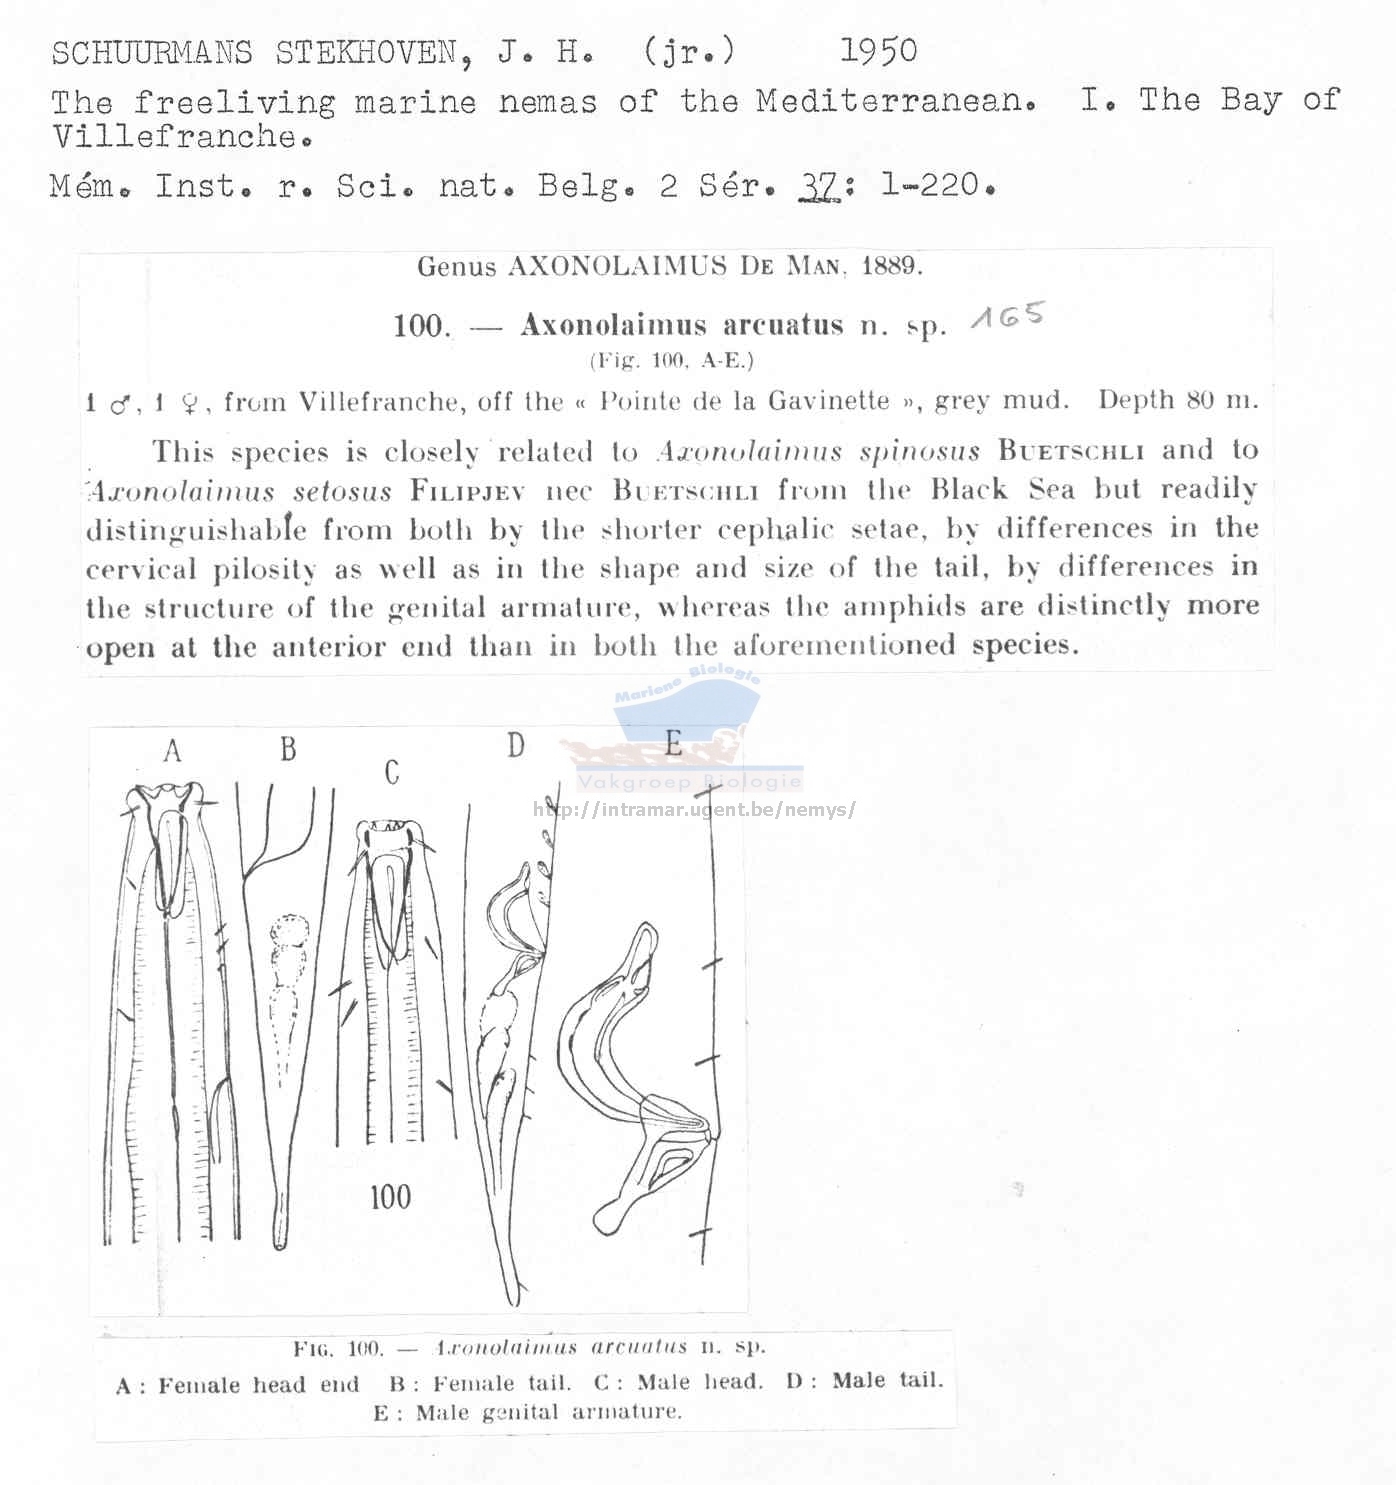 SCHUURMANS STEKHOVEN, J. H. (jr.) 1950
The freeliving marine nemas of the Mediterranean. I. The Bay of
Villefranche.
Mém. Inst. r. Sci. nat. Belg. 2 Sér. 37: 1-220.
Genus AXONOLAIMUS DE MAN, 1889.
100. — Axonolaimus arcuatus n. sp. 165
(Fig. 100, A-E.)
1 ♂, 1 ♀, from Villefranche, off the « Pointe de la Gavinette », grey mud. Depth 80 m.
This species is closely related to Axonolaimus spinosus BUETSCHLI and to
Axonolaimus setosus FILIPJEV nec BUETSCHLI from the Black Sea but readily
distinguishable from both by the shorter cephalic setae, by differences in the
cervical pilosity as well as in the shape and size of the tail, by differences in
the structure of the genital armature, whereas the amphids are distinctly more
open at the anterior end than in both the aforementioned species.
Mariene Biologie
Vakgroep Biologie
http://intramar.ugent.be/nemys/
A B C D E
100
FIG. 100. — Axonolaimus arcuatus n. sp.
A : Female head end B : Female tail. C : Male head. D : Male tail.
E : Male genital armature.